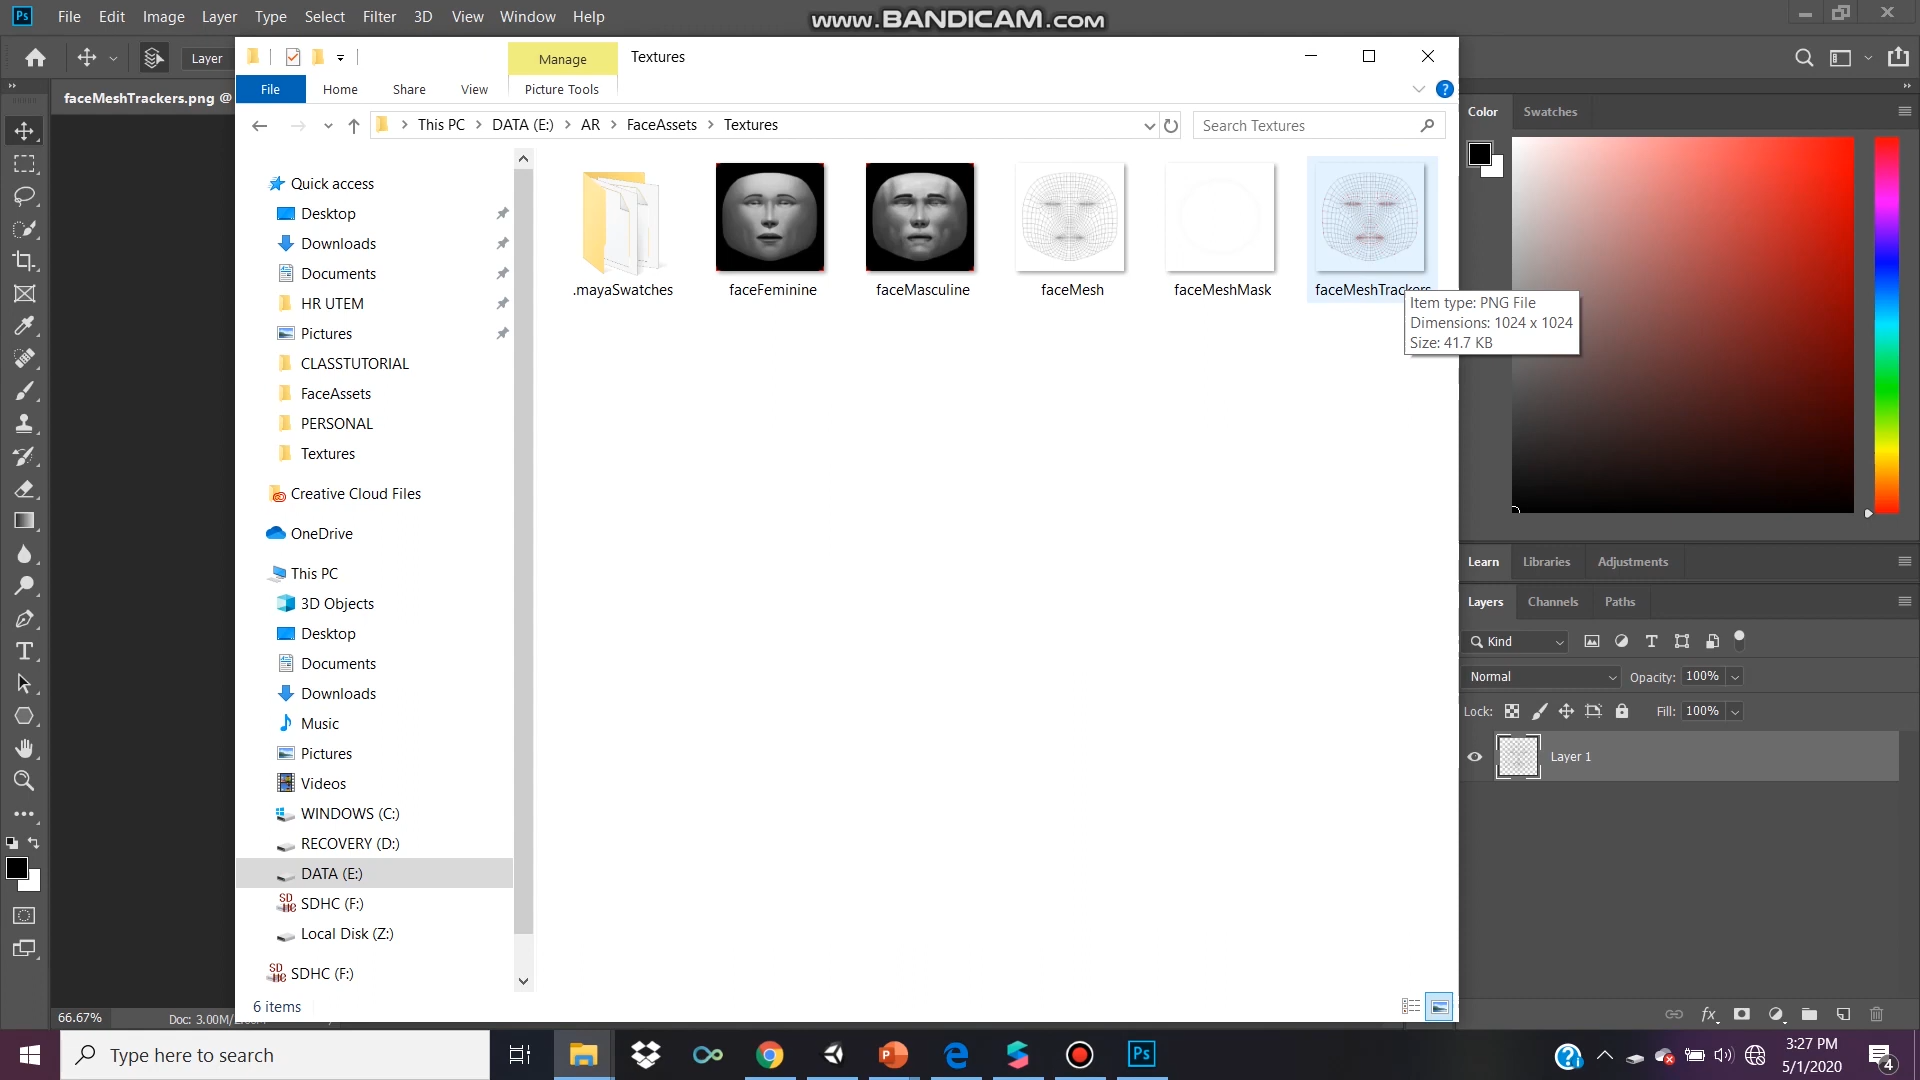 File Edit Image Layer Type Select Filter 3D View Window Help
www.BANDICAM.com
Layer
Manage Textures
File Home Share View Picture Tools
faceMeshTrackers.png @
This PC DATA (E:) AR FaceAssets Textures
Search Textures
Quick access
Desktop
Downloads
Documents
HR UTEM
Pictures
CLASSTUTORIAL
FaceAssets
PERSONAL
Textures
Creative Cloud Files
OneDrive
This PC
3D Objects
Desktop
Documents
Downloads
Music
Pictures
Videos
WINDOWS (C:)
RECOVERY (D:)
DATA (E:)
SDHC (F:)
Local Disk (Z:)
SDHC (F:)
6 items
.mayaSwatches faceFeminine faceMasculine faceMesh faceMeshMask faceMeshTrackers
Item type: PNG File
Dimensions: 1024 x 1024
Size: 41.7 KB
Color Swatches
Learn Libraries Adjustments
Layers Channels Paths
Kind
Normal Opacity: 100%
Lock: Fill: 100%
Layer 1
66.67% Doc: 3.00M/
Type here to search
3:27 PM
5/1/2020
4